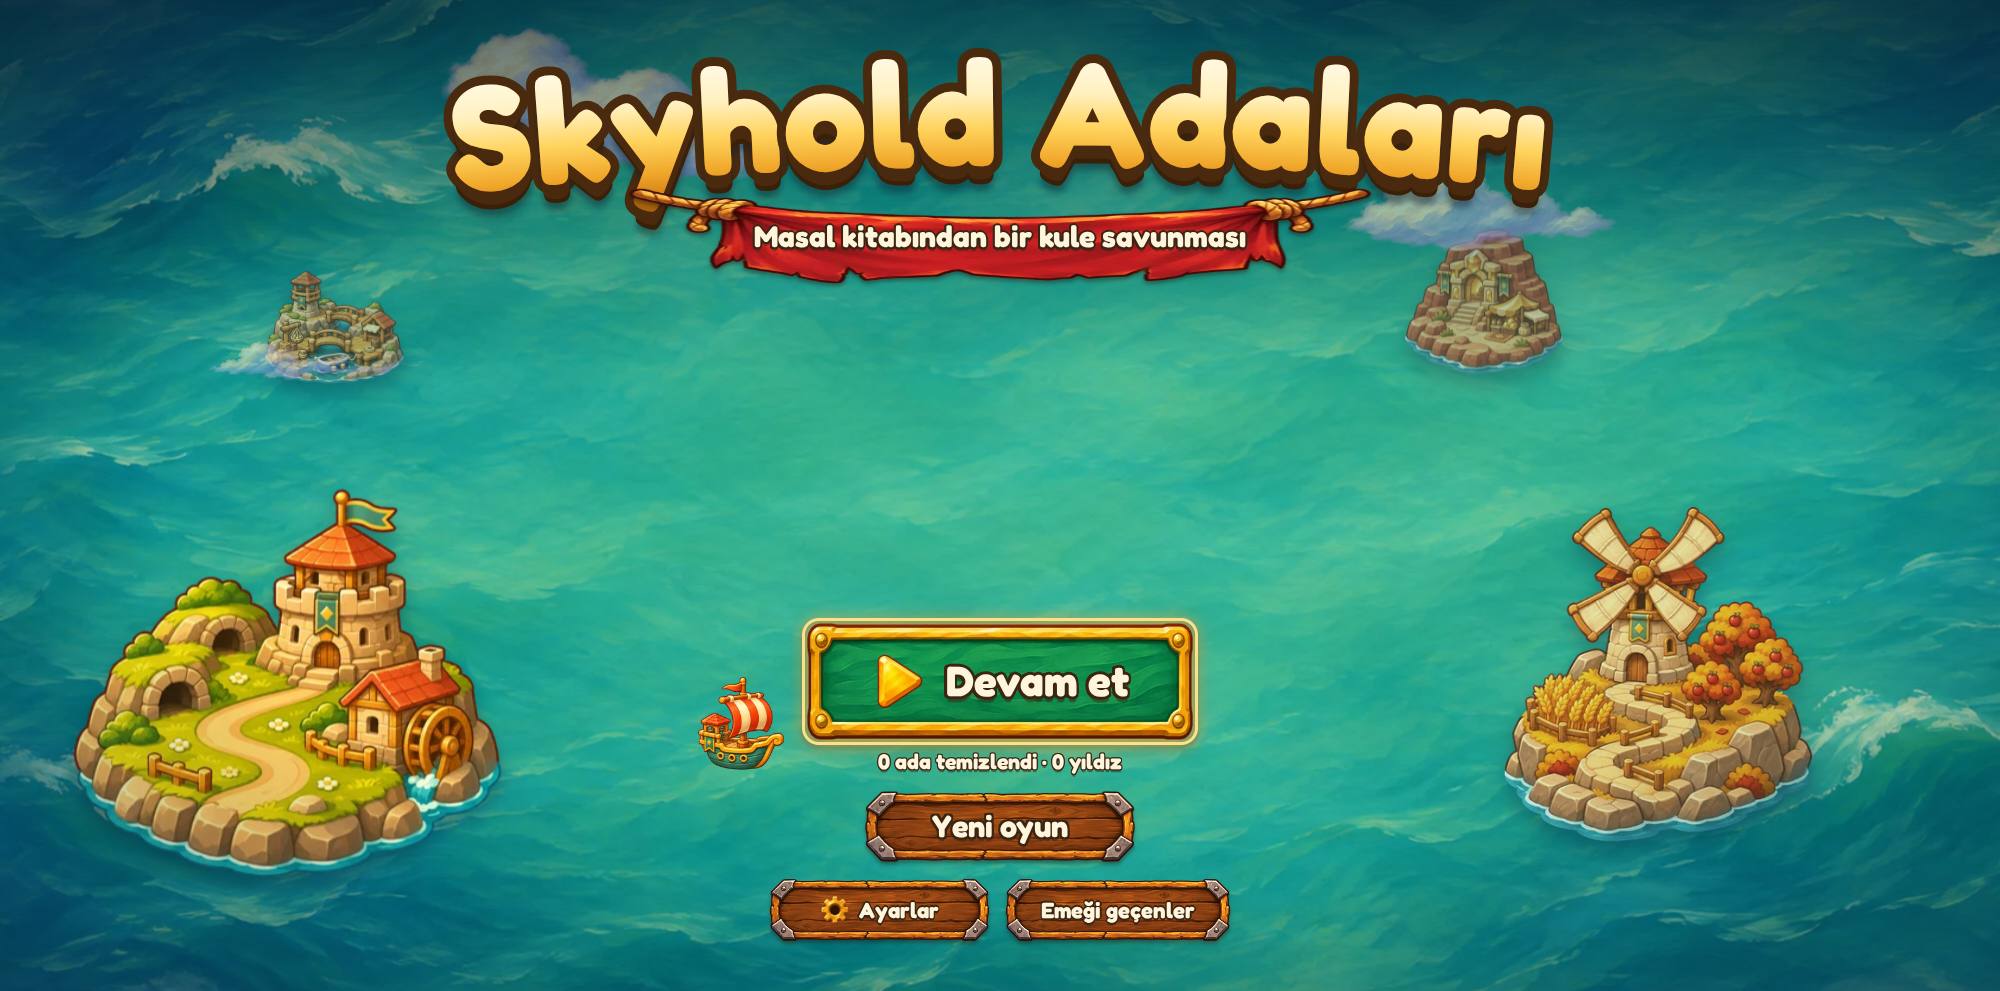 Skyhold Adaları
Masal kitabından bir kule savunması
Devam et
0 ada temizlendi · 0 yıldız
Yeni oyun
Ayarlar
Emeği geçenler